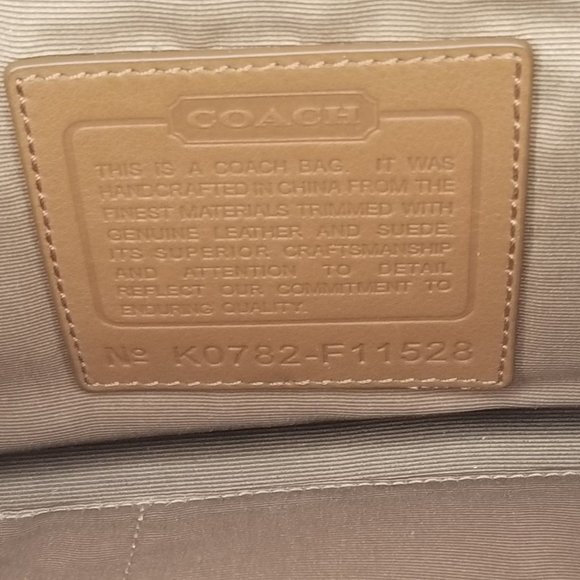 COACH
THIS IS A COACH BAG. IT WAS
HANDCRAFTED IN CHINA FROM THE
FINEST MATERIALS TRIMMED WITH
GENUINE LEATHER AND SUEDE.
ITS SUPERIOR CRAFTSMANSHIP
AND ATTENTION TO DETAIL
REFLECT OUR COMMITMENT TO
ENDURING QUALITY.
Nº K0782-F11528